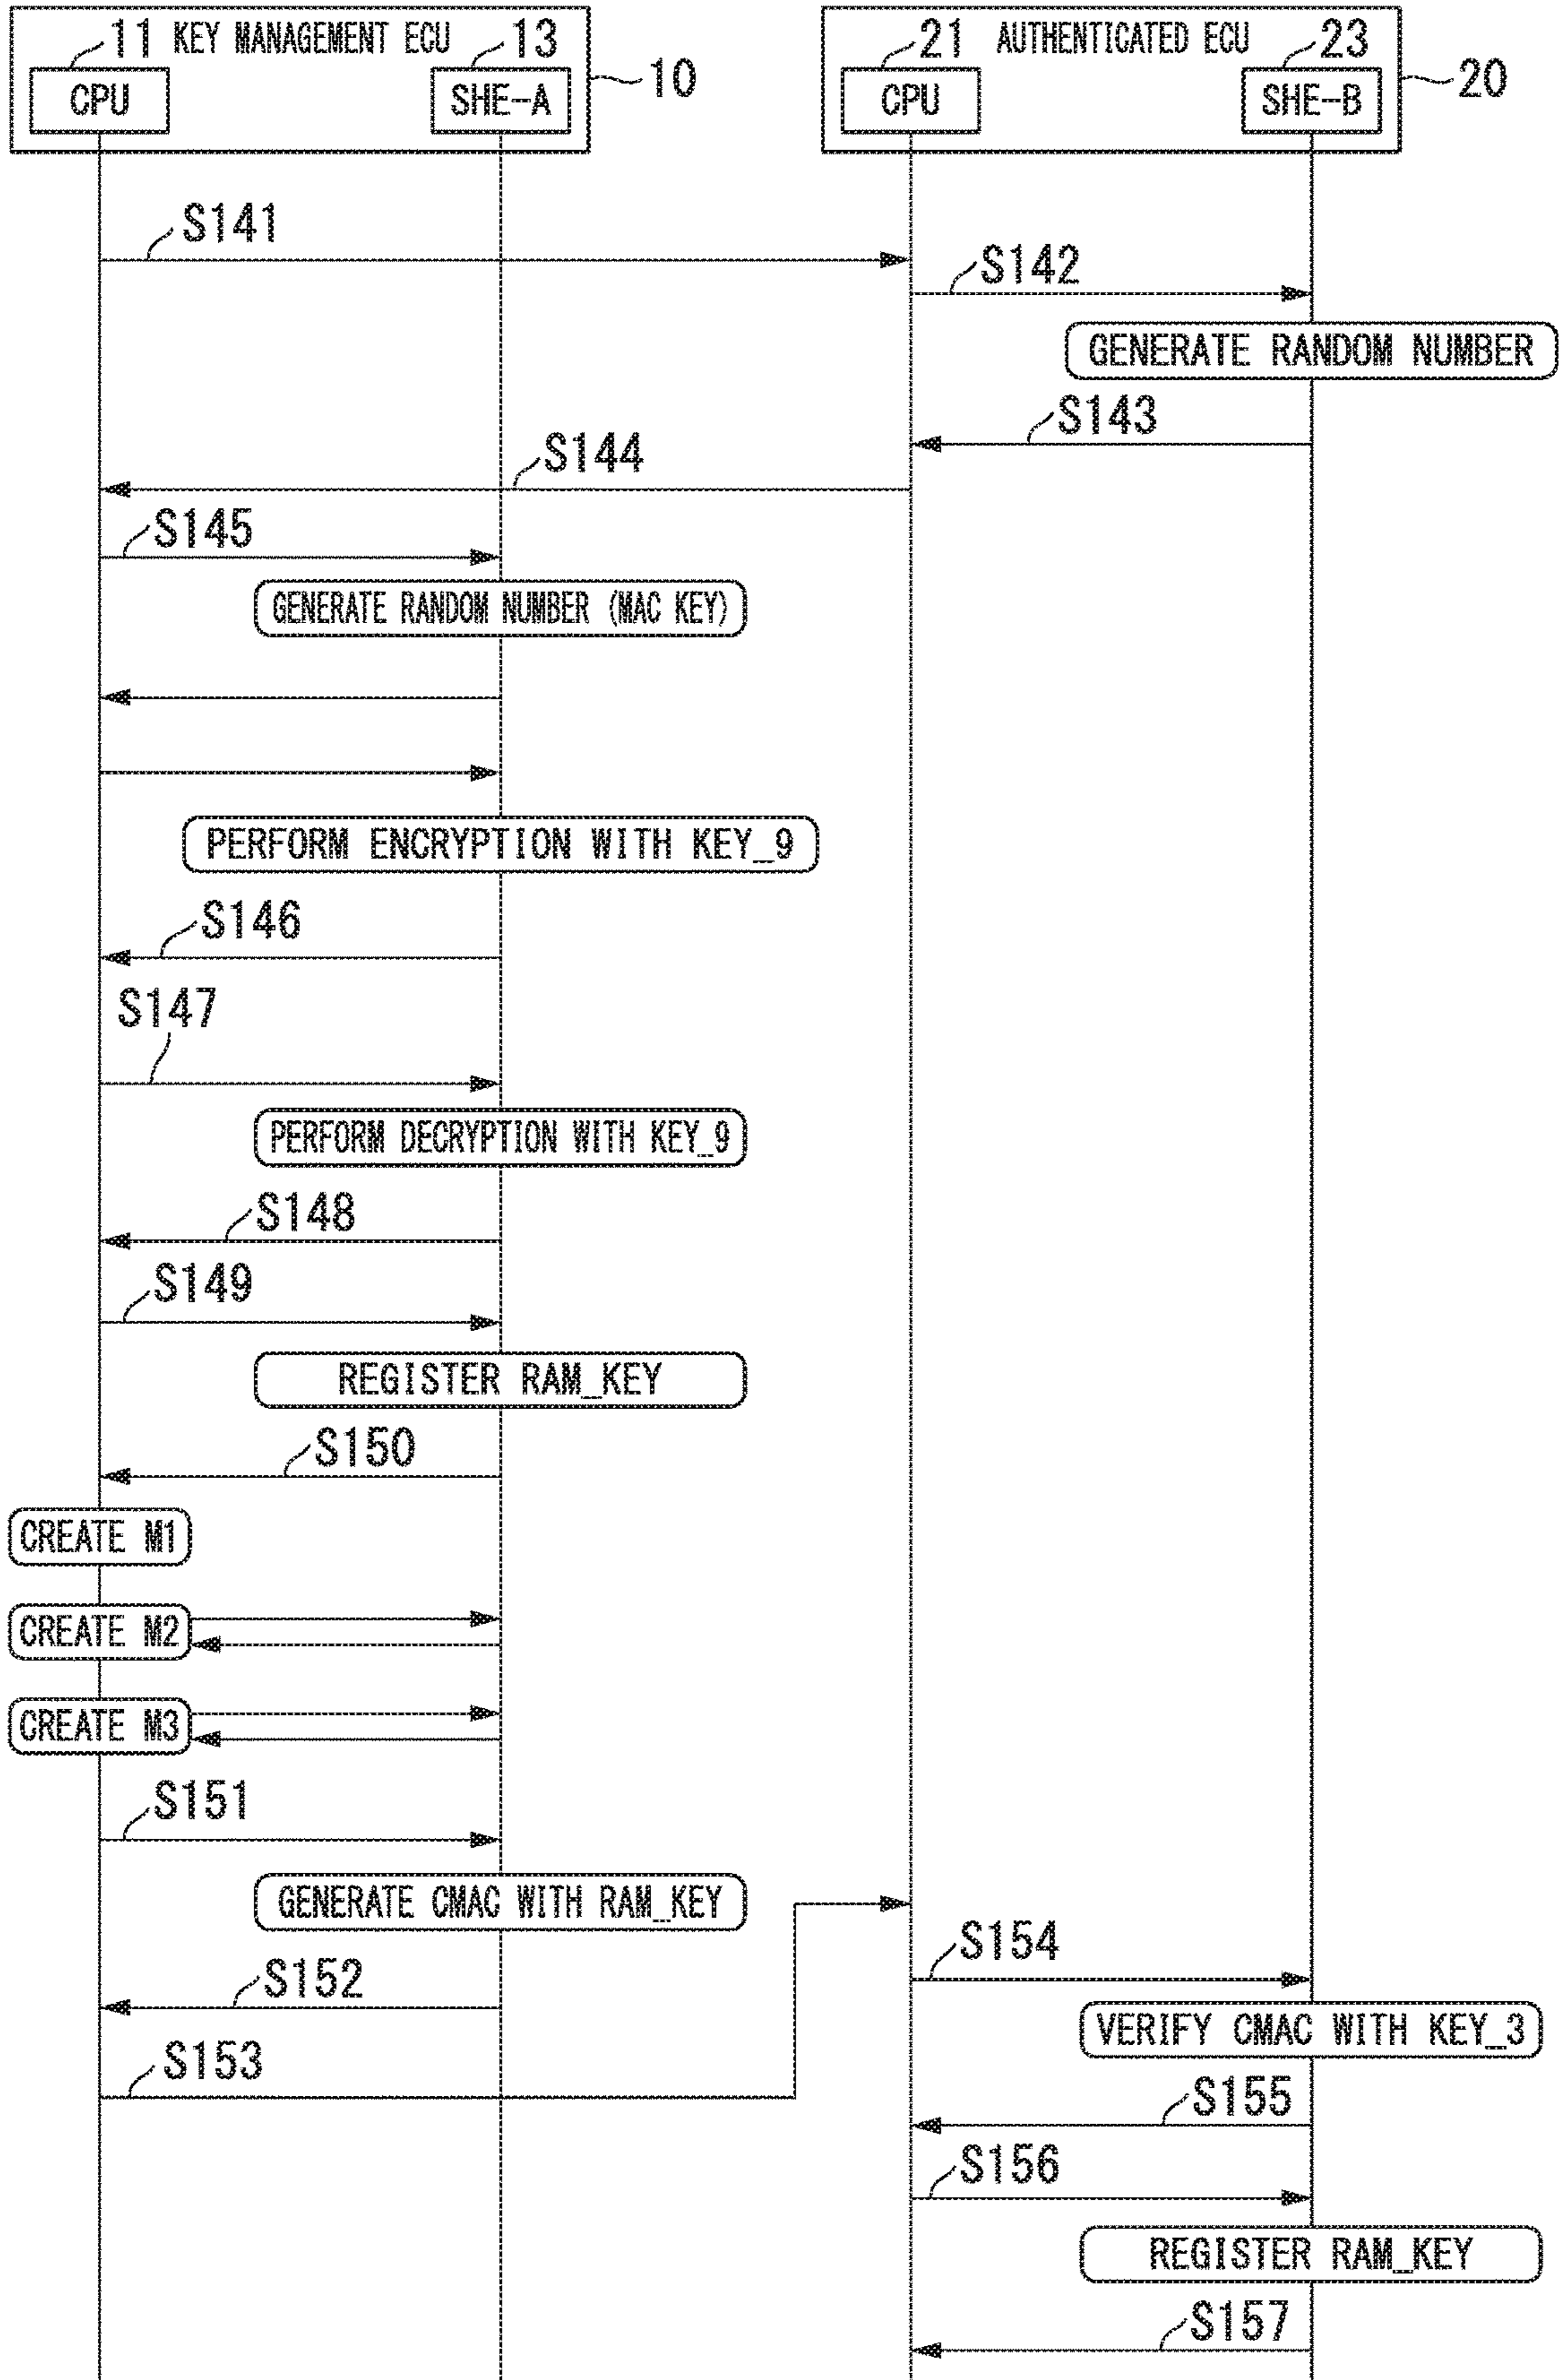 11 KEY MANAGEMENT ECU 13
CPU
SHE-A
10
21 AUTHENTICATED ECU 23
CPU
SHE-B
20
S141
S142
GENERATE RANDOM NUMBER
S143
S144
S145
GENERATE RANDOM NUMBER (MAC KEY)
PERFORM ENCRYPTION WITH KEY_9
S146
S147
PERFORM DECRYPTION WITH KEY_9
S148
S149
REGISTER RAM_KEY
S150
CREATE M1
CREATE M2
CREATE M3
S151
GENERATE CMAC WITH RAM_KEY
S154
S152
VERIFY CMAC WITH KEY_3
S153
S155
S156
REGISTER RAM_KEY
S157